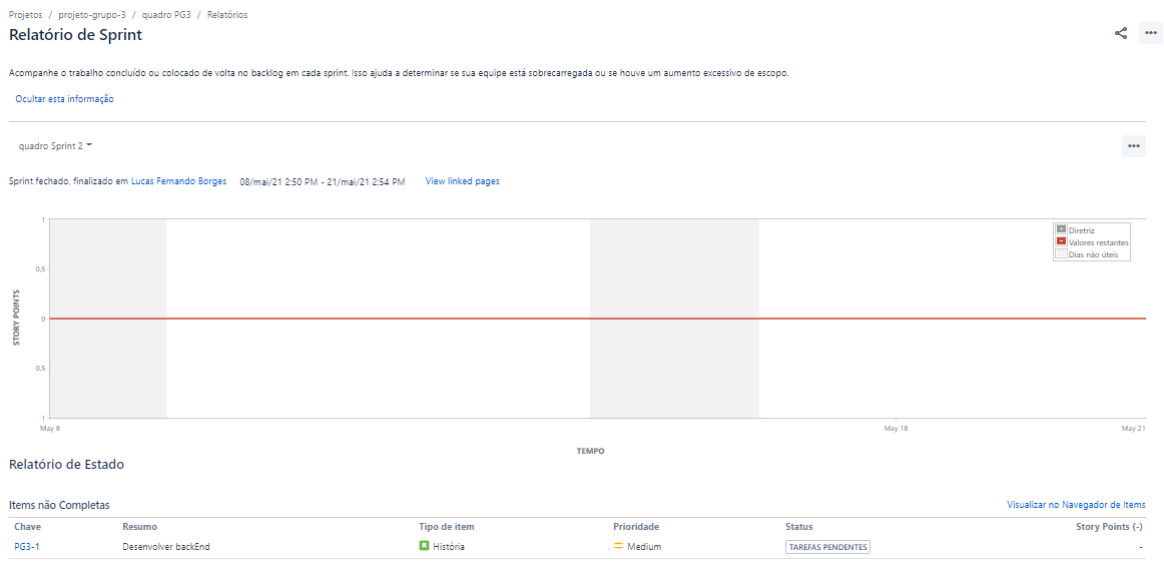 Projetos / projeto-grupo-3 / quadro PG3 / Relatórios
Relatório de Sprint
Acompanhe o trabalho concluído ou colocado de volta no backlog em cada sprint. Isso ajuda a determinar se sua equipe está sobrecarregada ou se houve um aumento excessivo de escopo.
Ocultar esta informação
quadro Sprint 2
Sprint fechado, finalizado em Lucas Fernando Borges 08/mai/21 2:50 PM - 21/mai/21 2:54 PM View linked pages
1
Diretriz
Valores restantes
Dias não úteis
0,5
STORY POINTS
0
0,5
1
May 8 May 18 May 21
TEMPO
Relatório de Estado
Items não Completas Visualizar no Navegador de Items
Chave Resumo Tipo de item Prioridade Status Story Points (-)
PG3-1 Desenvolver backEnd História Medium TAREFAS PENDENTES -